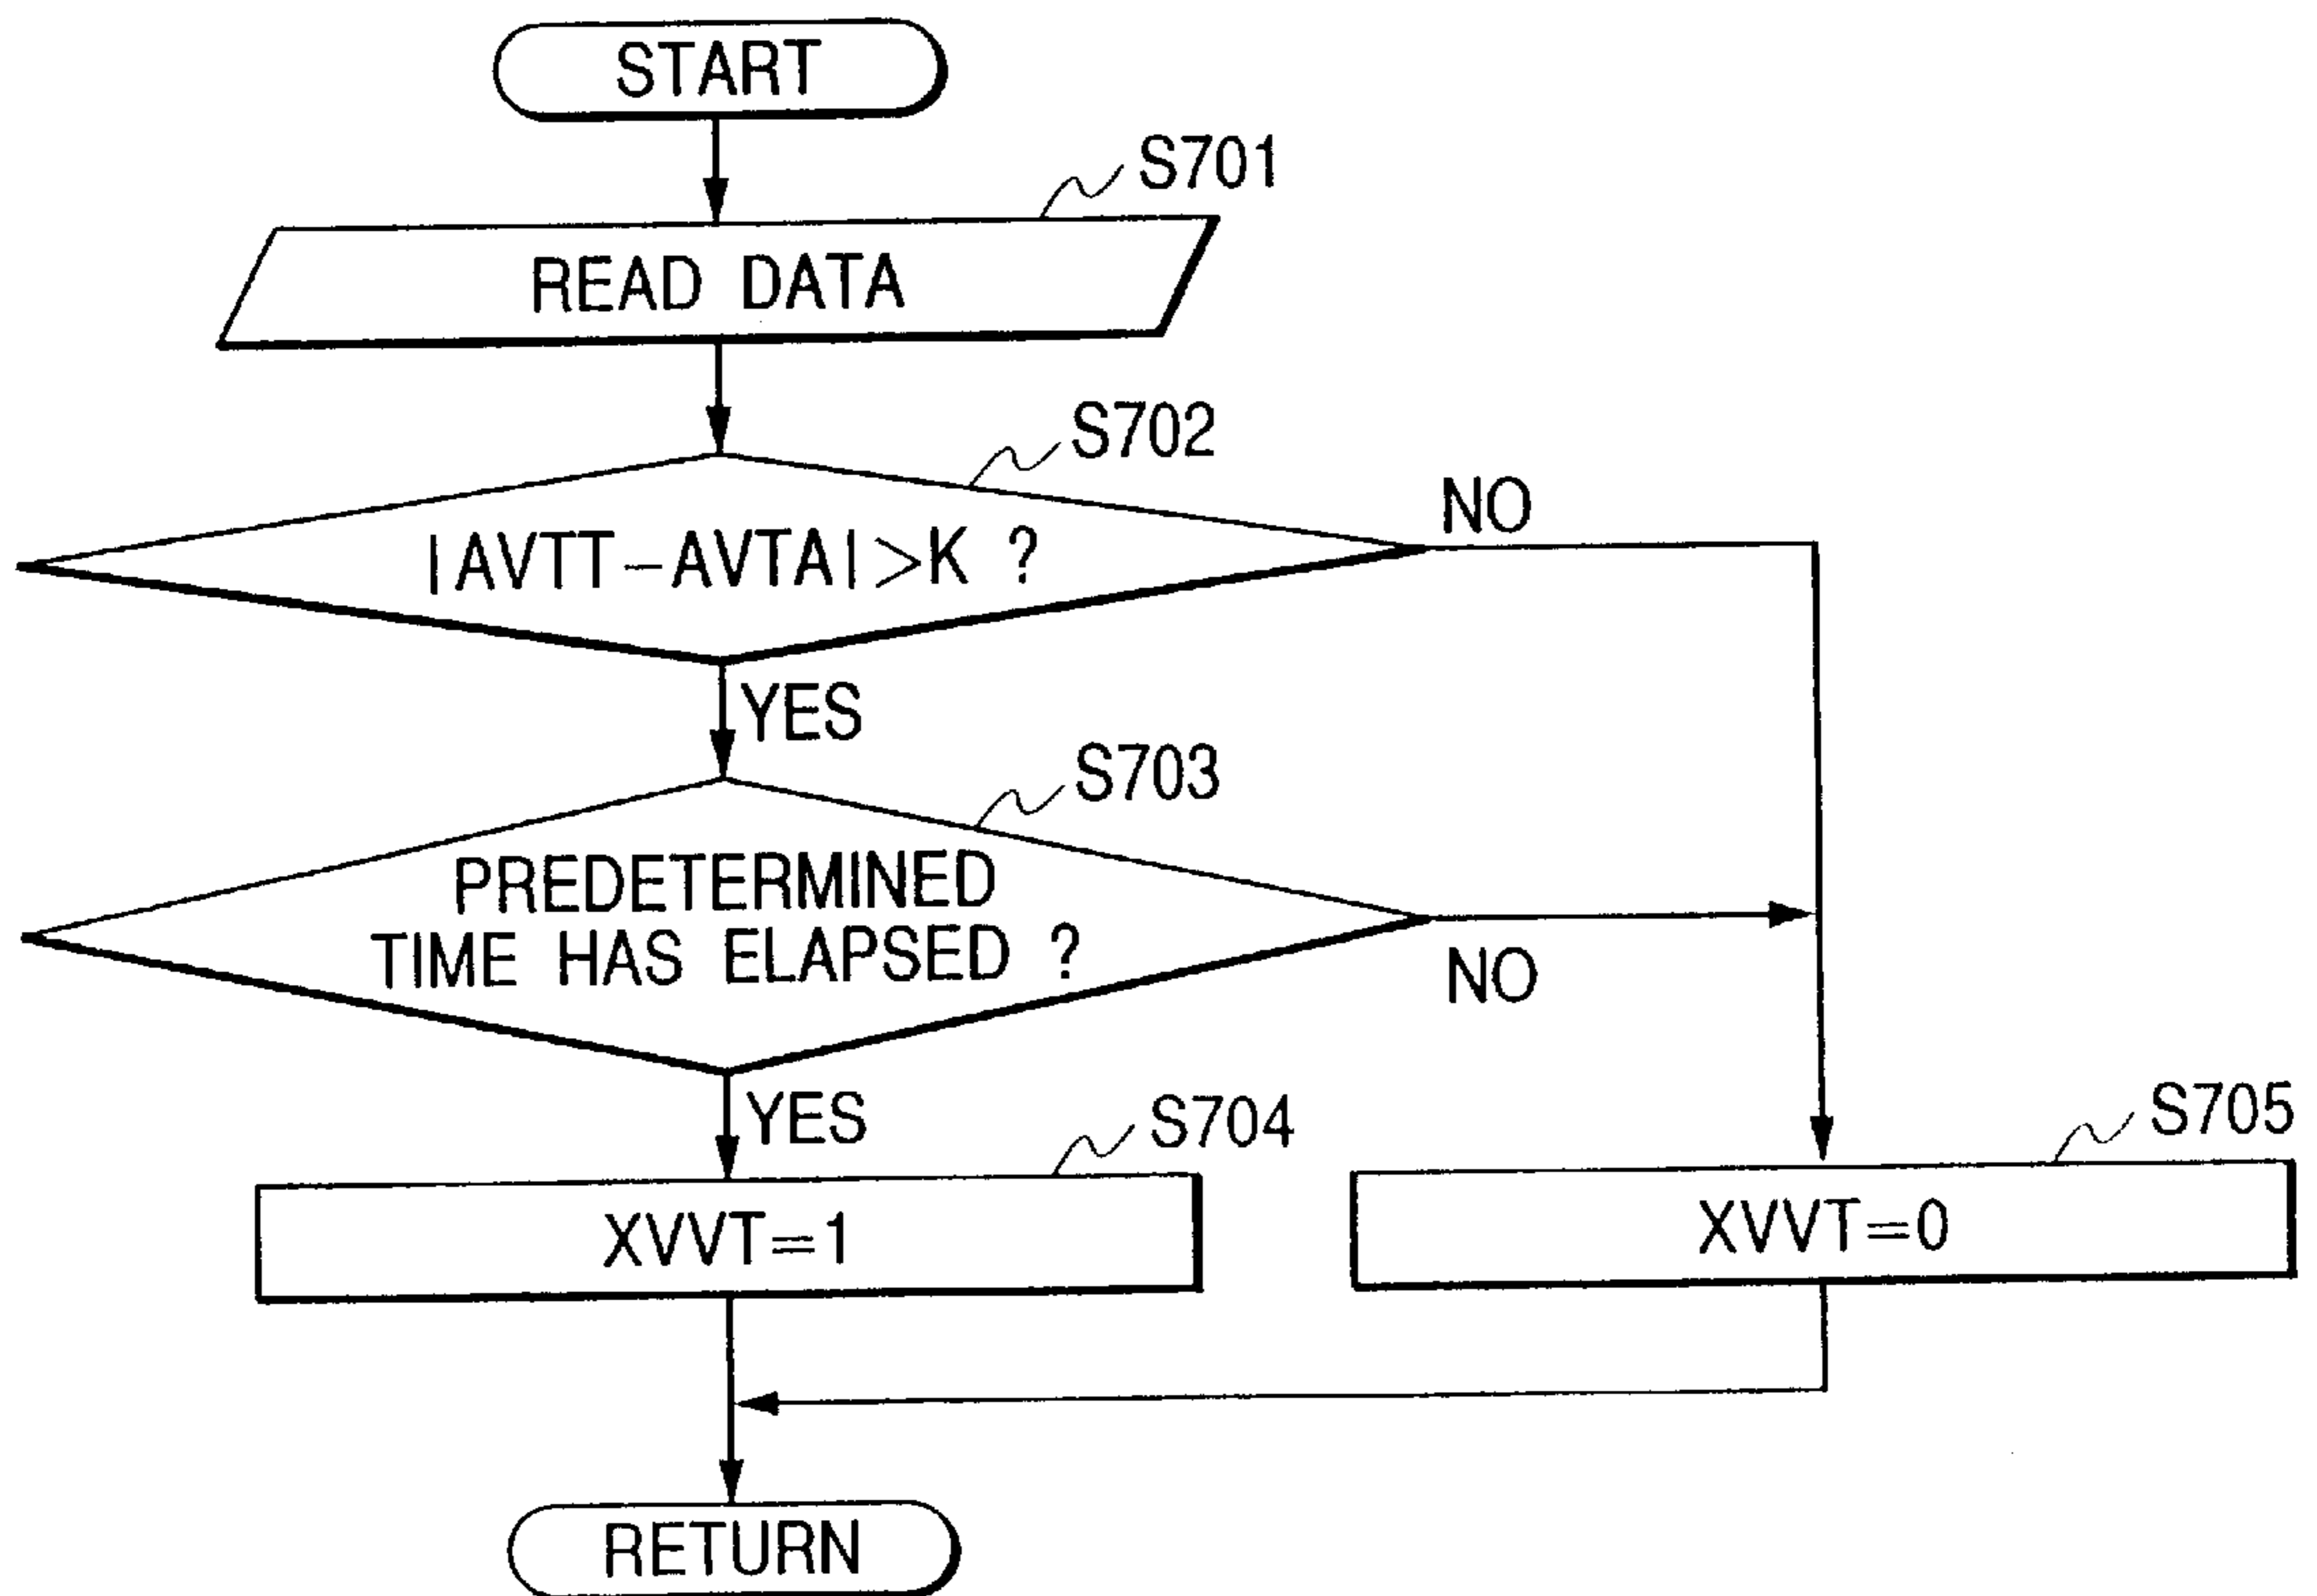 START
S701
READ DATA
S702
|AVTT-AVTA|>K ?
NO
YES
S703
PREDETERMINED
TIME HAS ELAPSED ?
NO
YES
S704
XVVT=1
S705
XVVT=0
RETURN